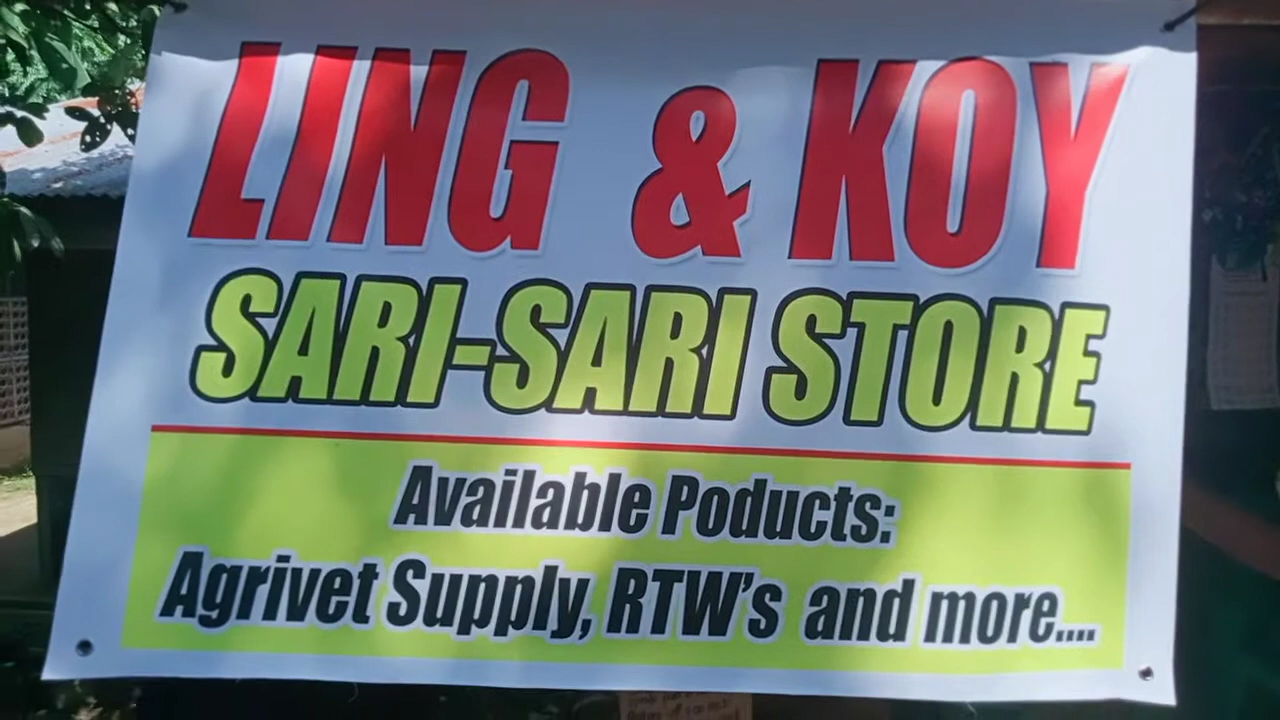 LING & KOY
SARI-SARI STORE
Available Poducts:
Agrivet Supply, RTW's and more....